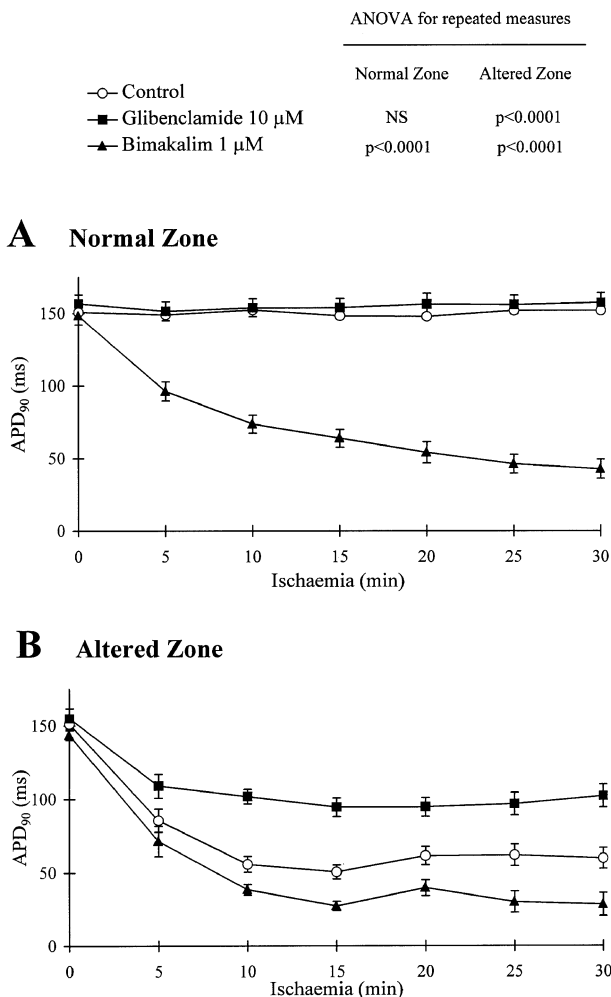 ANOVA for repeated measures
Normal Zone Altered Zone
Control
Glibenclamide 10 µM NS p<0.0001
Bimakalim 1 µM p<0.0001 p<0.0001
A Normal Zone
150
100
50
0
APD90 (ms)
0 5 10 15 20 25 30
Ischaemia (min)
B Altered Zone
150
100
50
0
APD90 (ms)
0 5 10 15 20 25 30
Ischaemia (min)